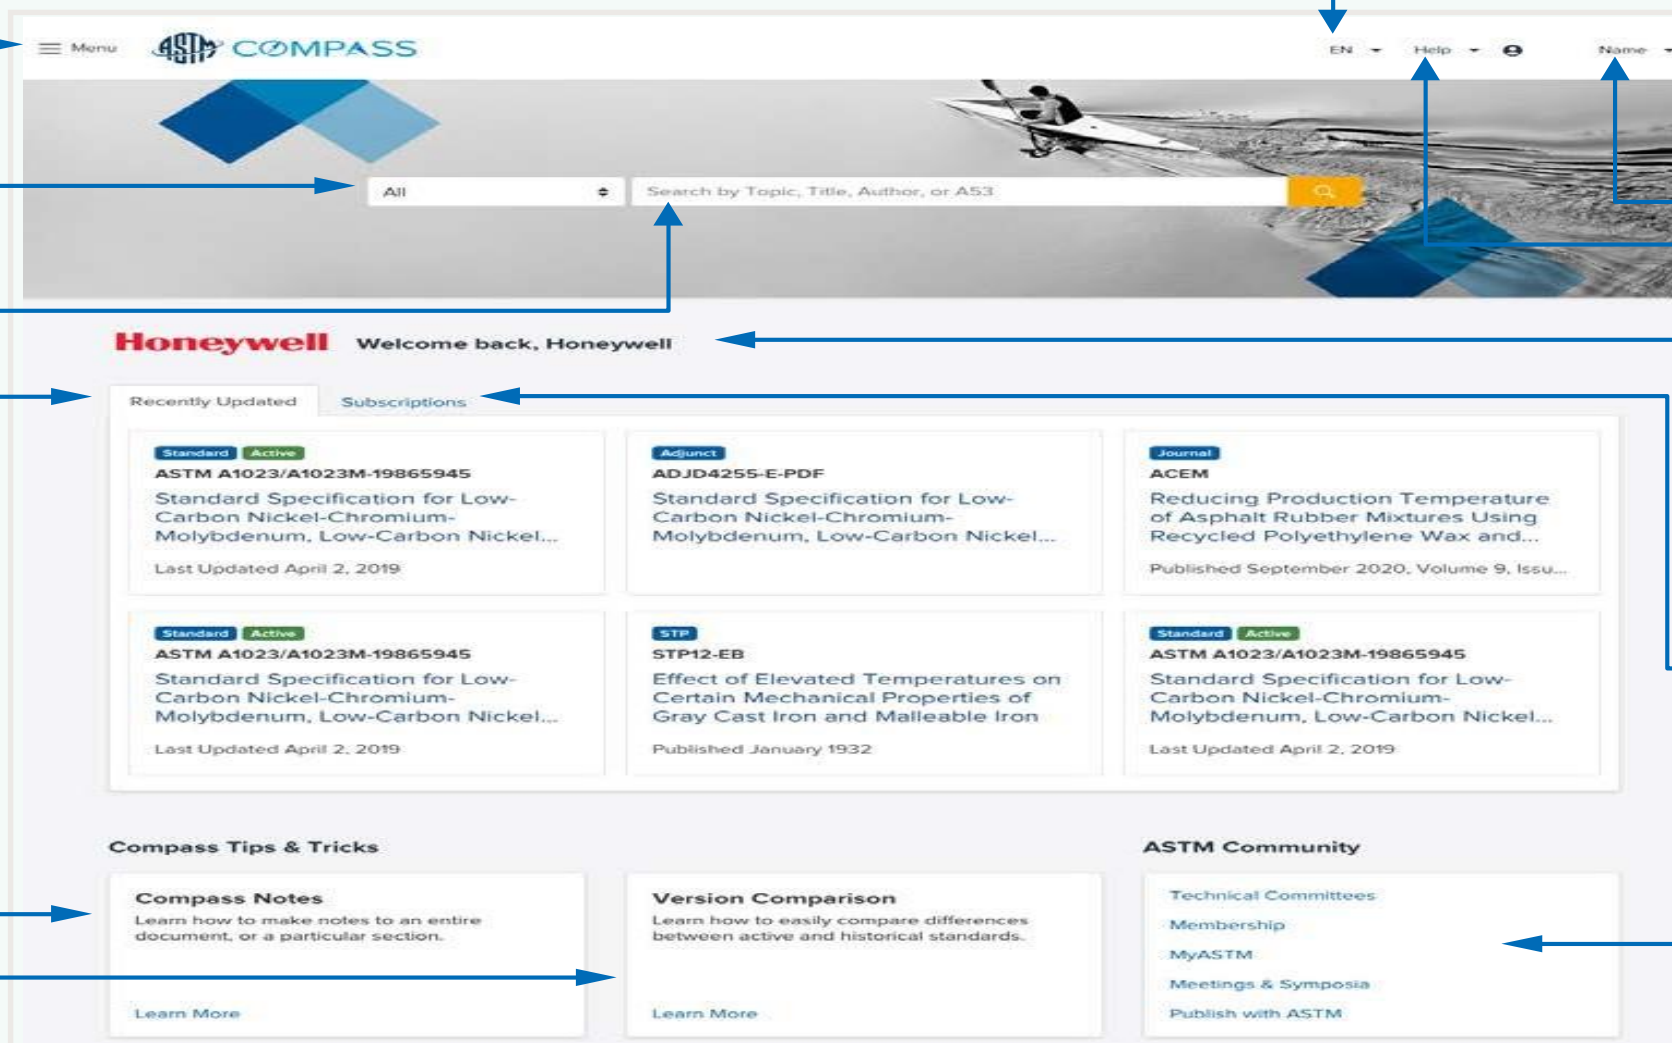 Menu
ASTM COMPASS
EN
Help
Name
All
Search by Topic, Title, Author, or A53
Honeywell
Welcome back, Honeywell
Recently Updated
Subscriptions
Standard Active
ASTM A1023/A1023M-19865945
Standard Specification for Low-
Carbon Nickel-Chromium-
Molybdenum, Low-Carbon Nickel...
Last Updated April 2, 2019
Adjunct
ADJD4255-E-PDF
Standard Specification for Low-
Carbon Nickel-Chromium-
Molybdenum, Low-Carbon Nickel...
Journal
ACEM
Reducing Production Temperature
of Asphalt Rubber Mixtures Using
Recycled Polyethylene Wax and...
Published September 2020, Volume 9, Issu...
Standard Active
ASTM A1023/A1023M-19865945
Standard Specification for Low-
Carbon Nickel-Chromium-
Molybdenum, Low-Carbon Nickel...
Last Updated April 2, 2019
STP
STP12-EB
Effect of Elevated Temperatures on
Certain Mechanical Properties of
Gray Cast Iron and Malleable Iron
Published January 1932
Standard Active
ASTM A1023/A1023M-19865945
Standard Specification for Low-
Carbon Nickel-Chromium-
Molybdenum, Low-Carbon Nickel...
Last Updated April 2, 2019
Compass Tips & Tricks
Compass Notes
Learn how to make notes to an entire
document, or a particular section.
Learn More
Version Comparison
Learn how to easily compare differences
between active and historical standards.
Learn More
ASTM Community
Technical Committees
Membership
MyASTM
Meetings & Symposia
Publish with ASTM